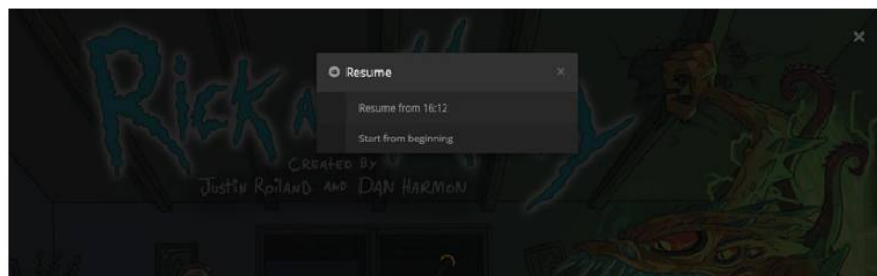 Rick a
y
Resume
Resume from 16:12
Start from beginning
CREATED BY
JUSTIN ROILAND AND DAN HARMON